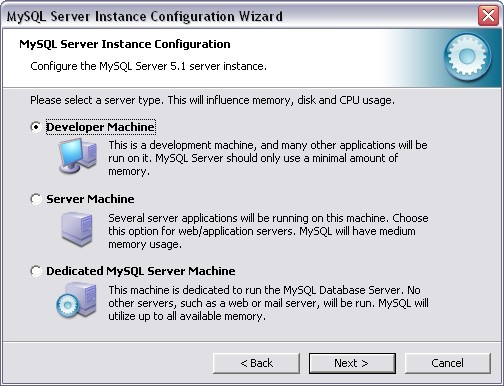 MySQL Server Instance Configuration Wizard
MySQL Server Instance Configuration
Configure the MySQL Server 5.1 server instance.
Please select a server type. This will influence memory, disk and CPU usage.
Developer Machine
This is a development machine, and many other applications will be
run on it. MySQL Server should only use a minimal amount of
memory.
Server Machine
Several server applications will be running on this machine. Choose
this option for web/application servers. MySQL will have medium
memory usage.
Dedicated MySQL Server Machine
This machine is dedicated to run the MySQL Database Server. No
other servers, such as a web or mail server, will be run. MySQL will
utilize up to all available memory.
< Back
Next >
Cancel